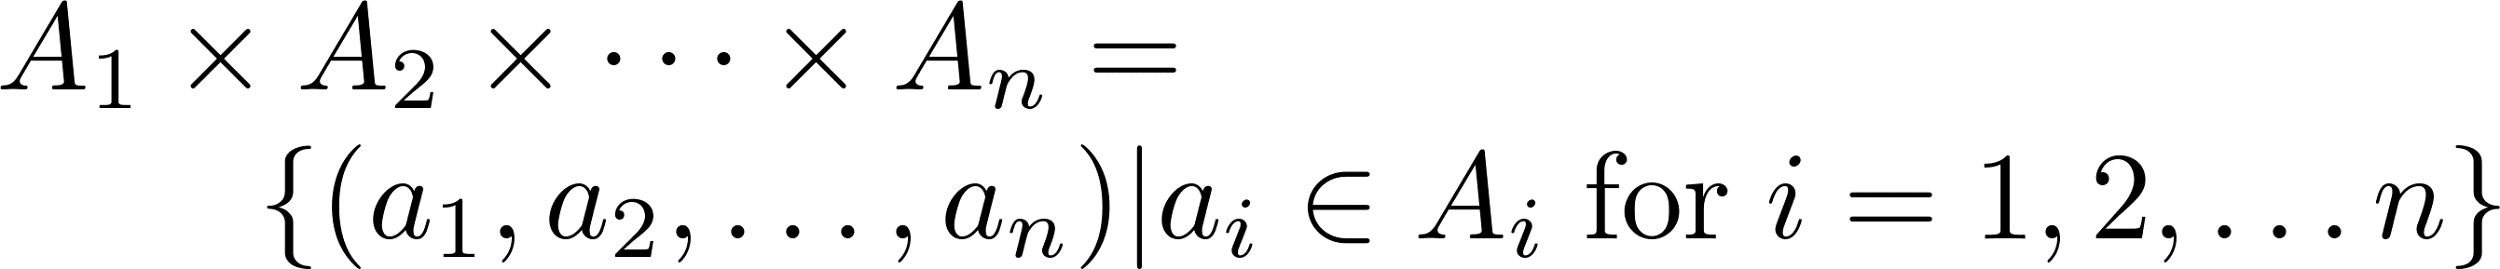 A₁ × A₂ × ⋯ × Aₙ =
{(a₁, a₂, . . . , aₙ)|aᵢ ∈ Aᵢ for i = 1, 2, . . . n}